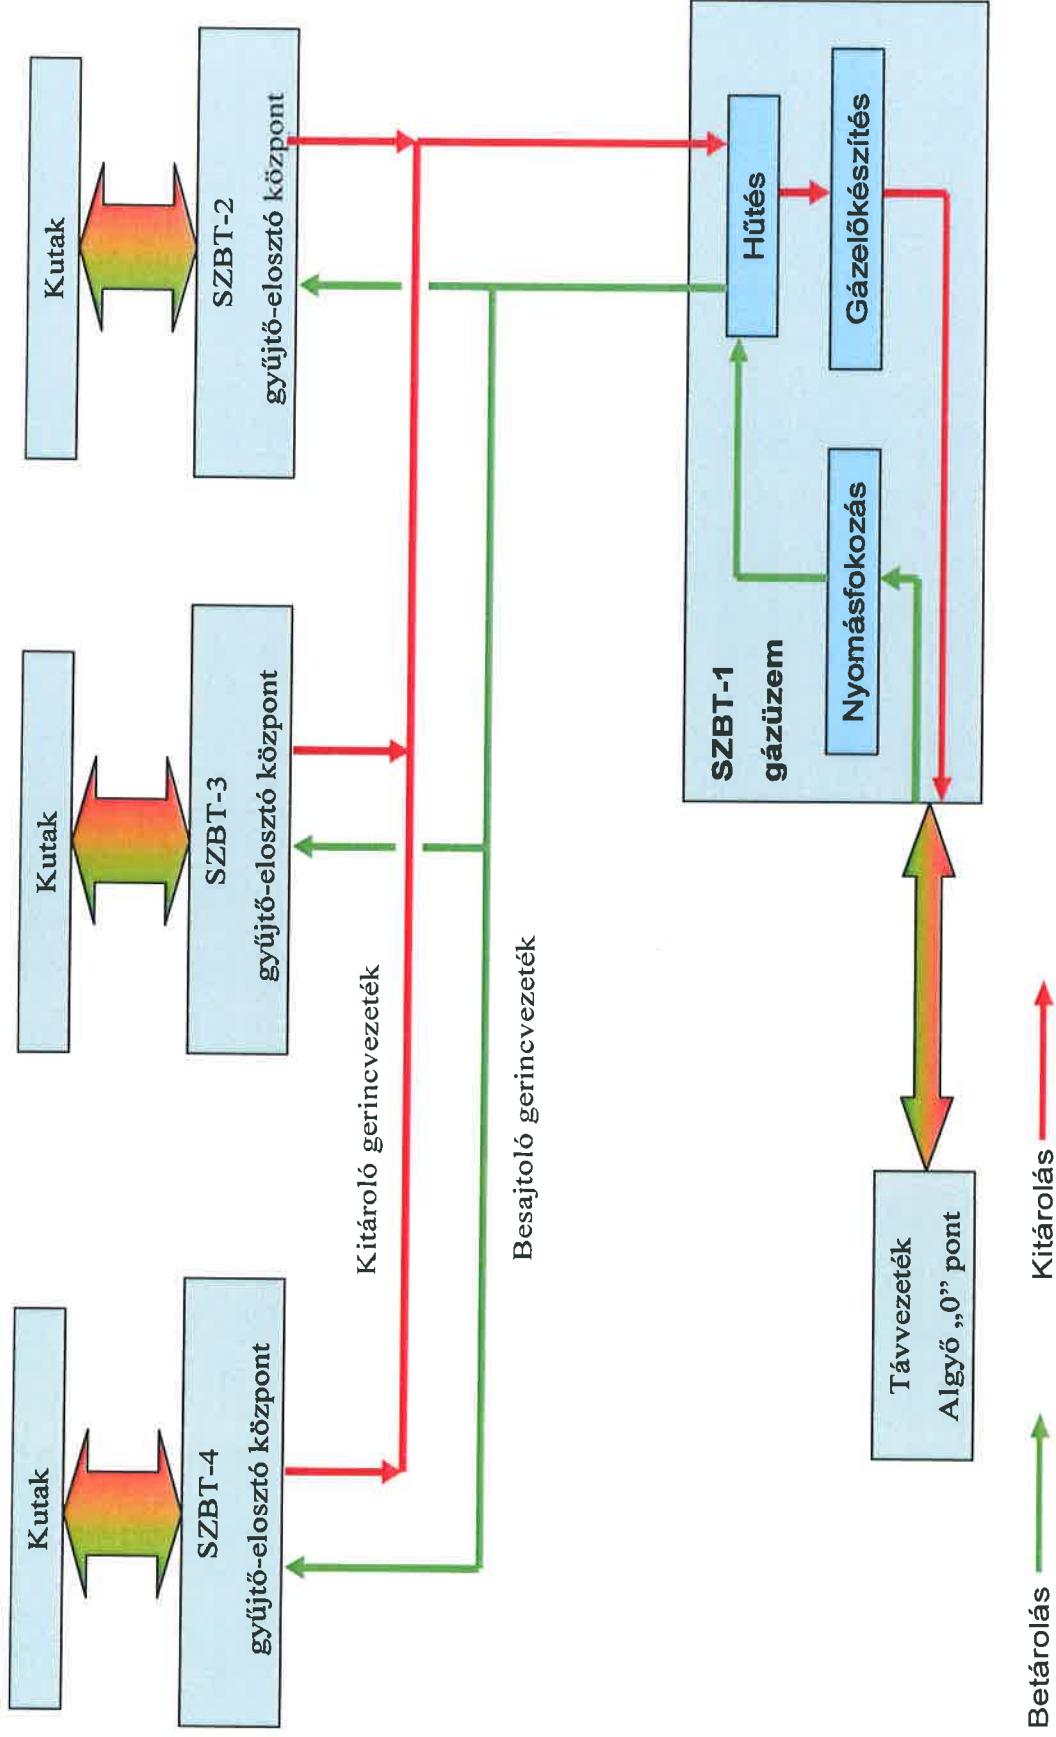 Kutak
Kutak
Kutak
SZBT-4
gyűjtő-elosztó központ
SZBT-3
gyűjtő-elosztó központ
SZBT-2
gyűjtő-elosztó központ
Kitároló gerincvezeték
Besajtoló gerincvezeték
SZBT-1
gázüzem
Hűtés
Nyomásfokozás
Gázelőkészítés
Távvezeték
Algyő „0” pont
Betárolás
Kitárolás